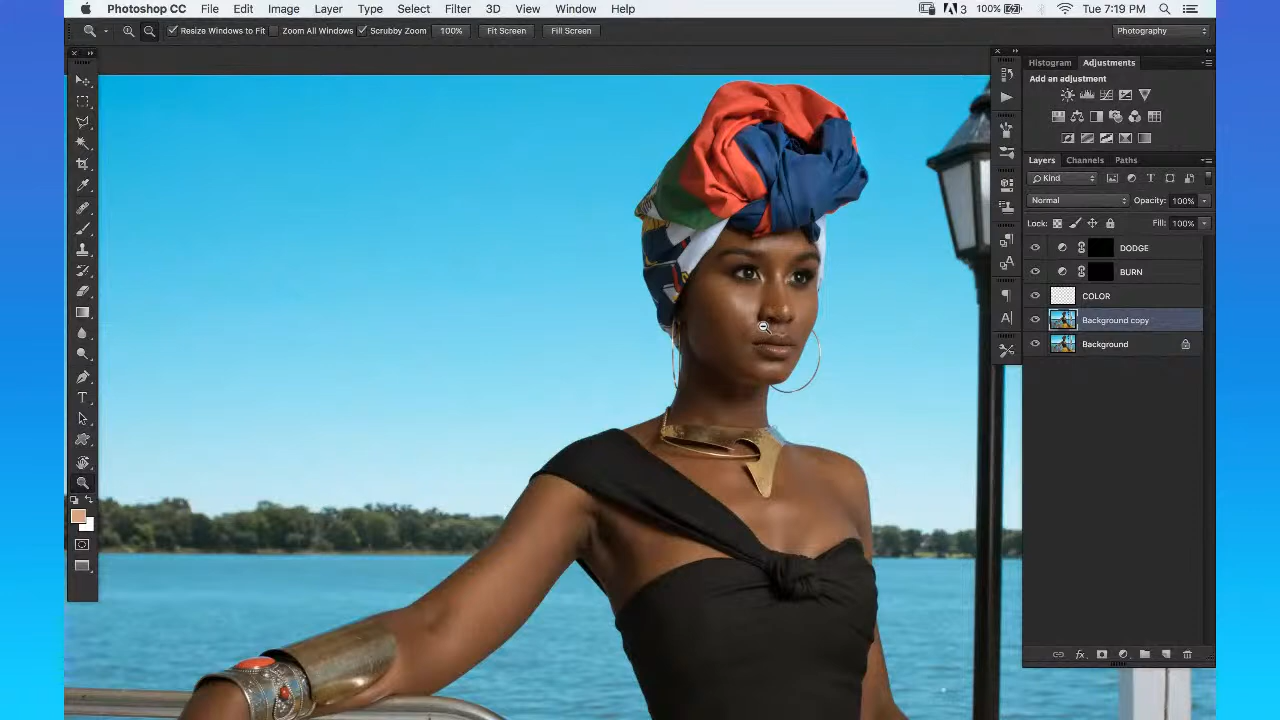 Photoshop CC File Edit Image Layer Type Select Filter 3D View Window Help 3 100% Tue 7:19 PM
Resize Windows to Fit Zoom All Windows Scrubby Zoom 100% Fit Screen Fill Screen Photography
Histogram Adjustments
Add an adjustment
Layers Channels Paths
Kind
Normal Opacity: 100%
Lock: Fill: 100%
DODGE
BURN
COLOR
Background copy
Background